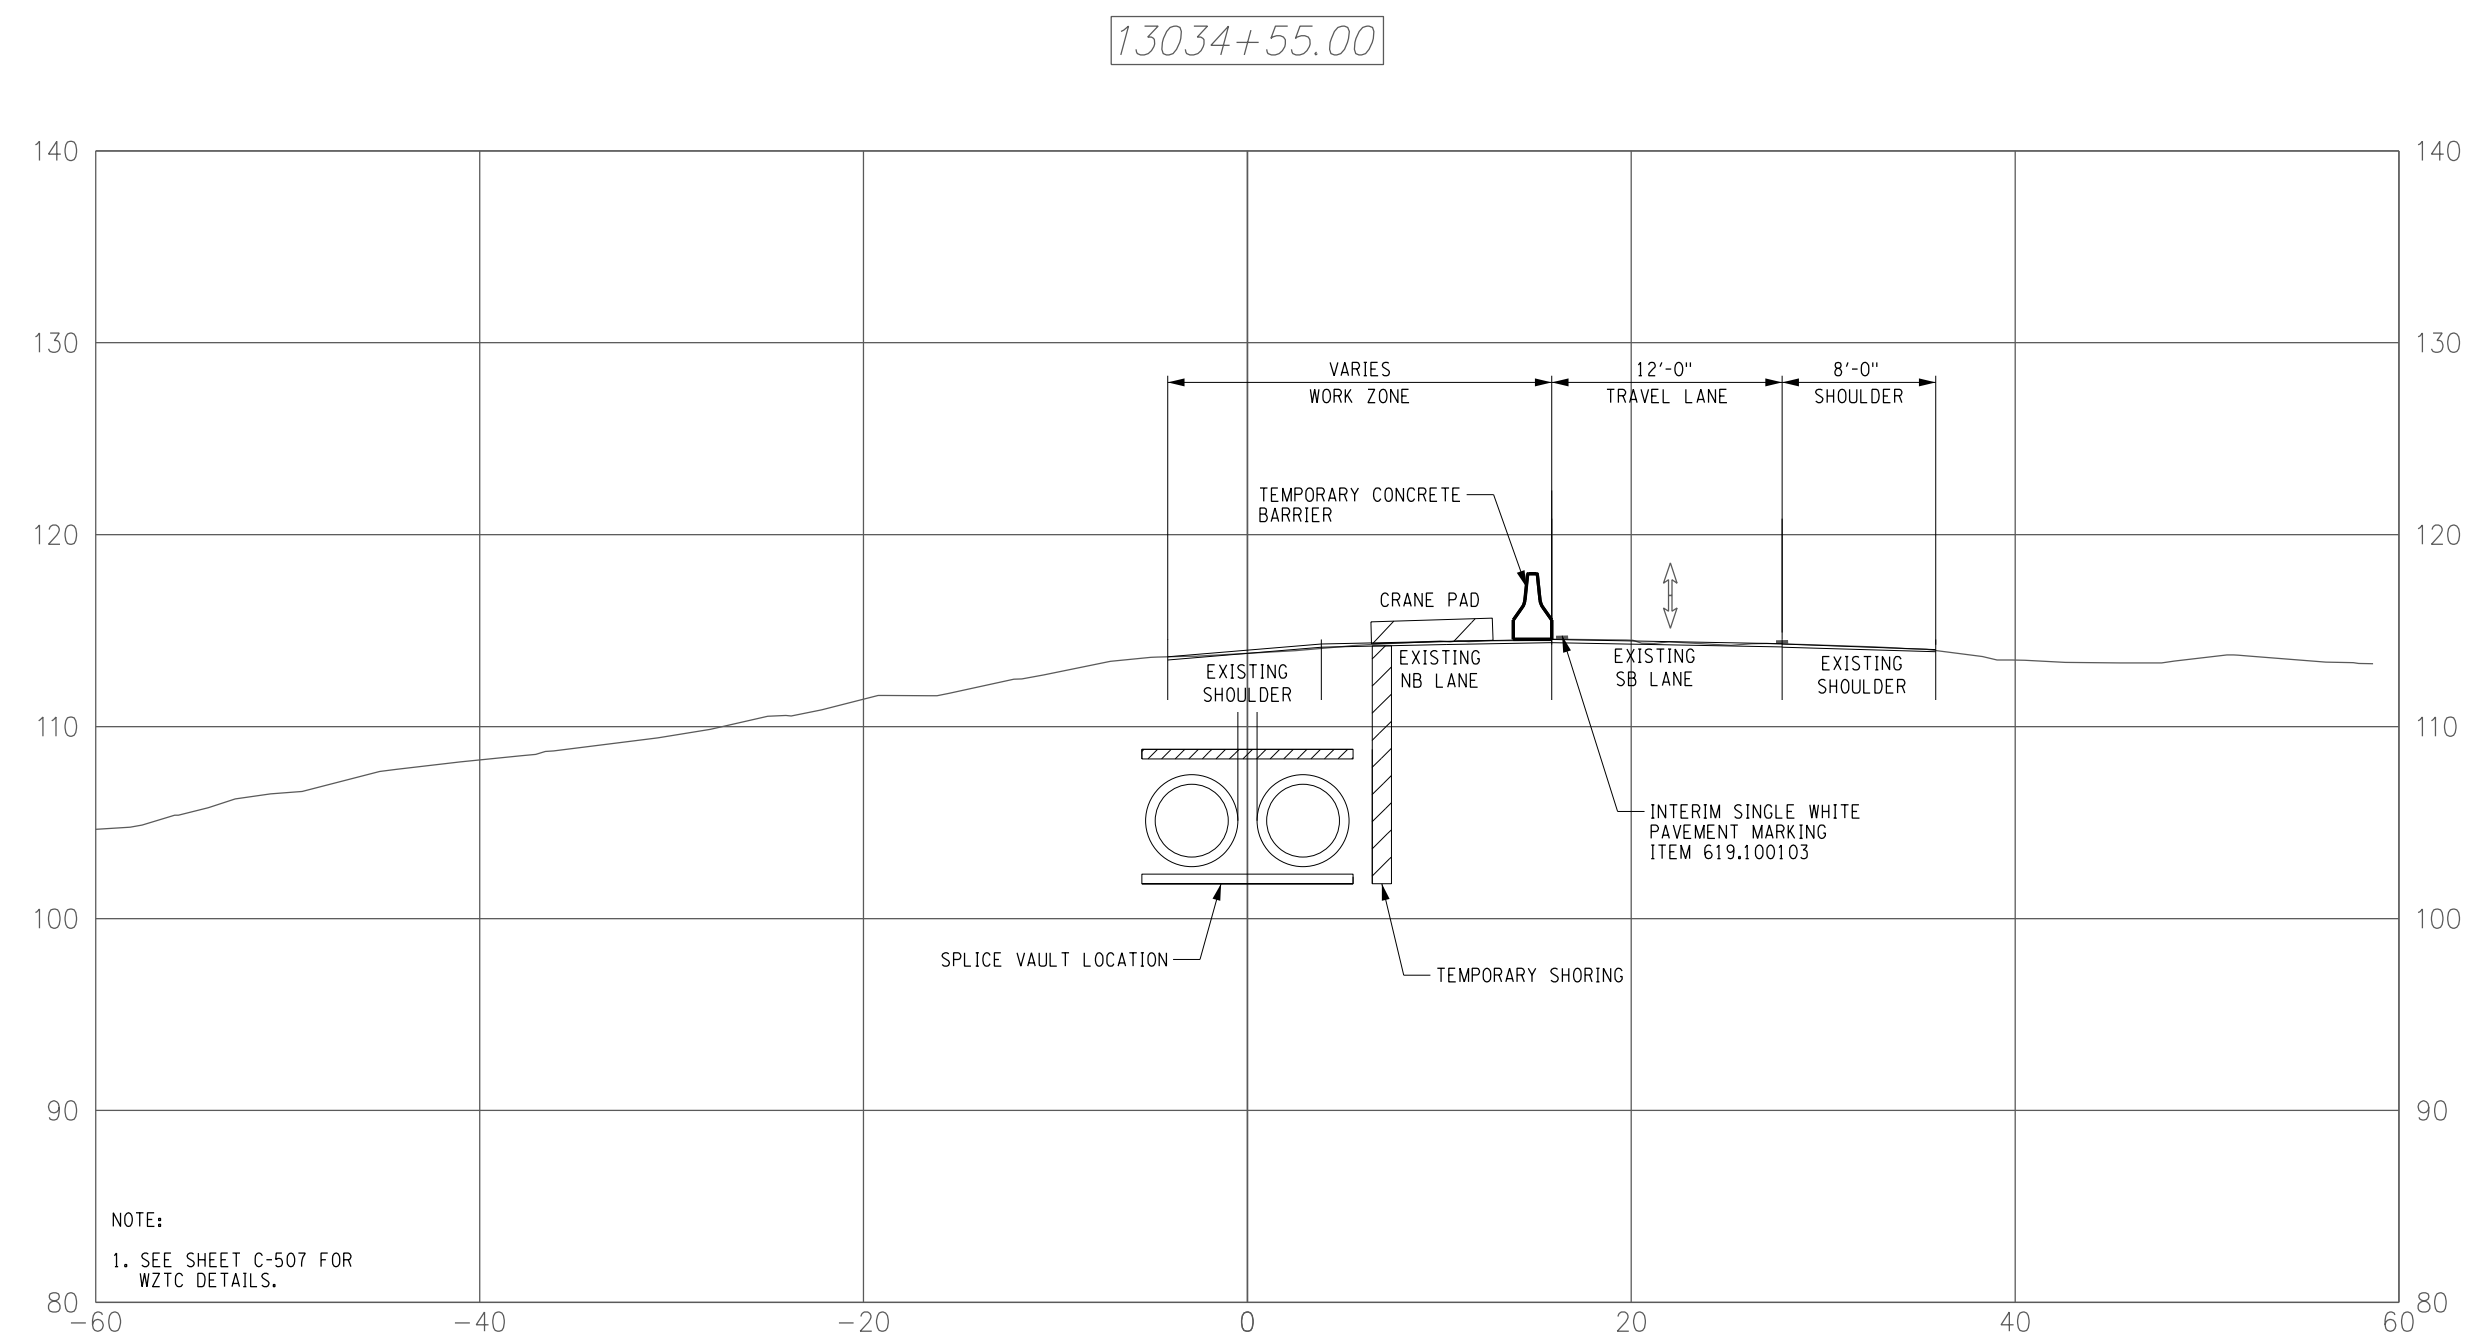 13034+55.00
140
140
130
130
VARIES
12'-0"
8'-0"
WORK ZONE
TRAVEL LANE
SHOULDER
TEMPORARY CONCRETE
BARRIER
120
120
CRANE PAD
EXISTING
SHOULDER
EXISTING
NB LANE
EXISTING
SB LANE
EXISTING
SHOULDER
110
110
INTERIM SINGLE WHITE
PAVEMENT MARKING
ITEM 619.100103
100
100
SPLICE VAULT LOCATION
TEMPORARY SHORING
90
90
NOTE:
1. SEE SHEET C-507 FOR
WZTC DETAILS.
80
80
-60
-40
-20
0
20
40
60